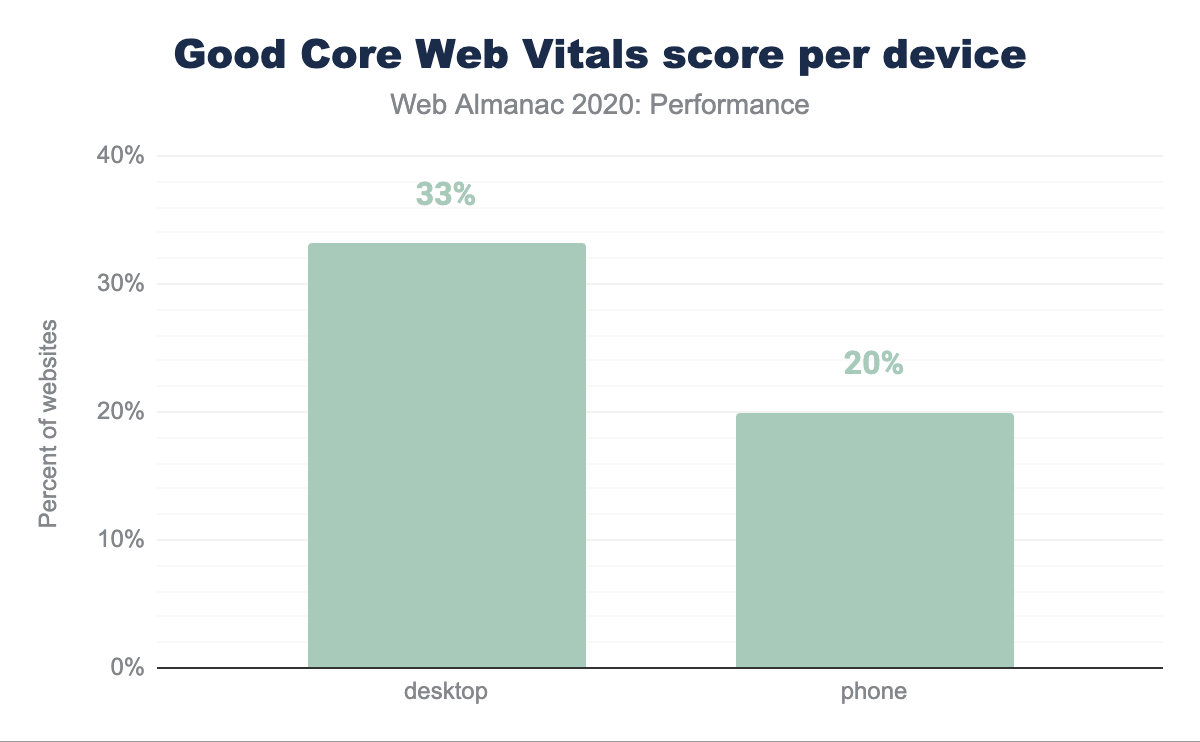 Good Core Web Vitals score per device
Web Almanac 2020: Performance
Percent of websites
40%
30%
20%
10%
0%
33%
20%
desktop
phone